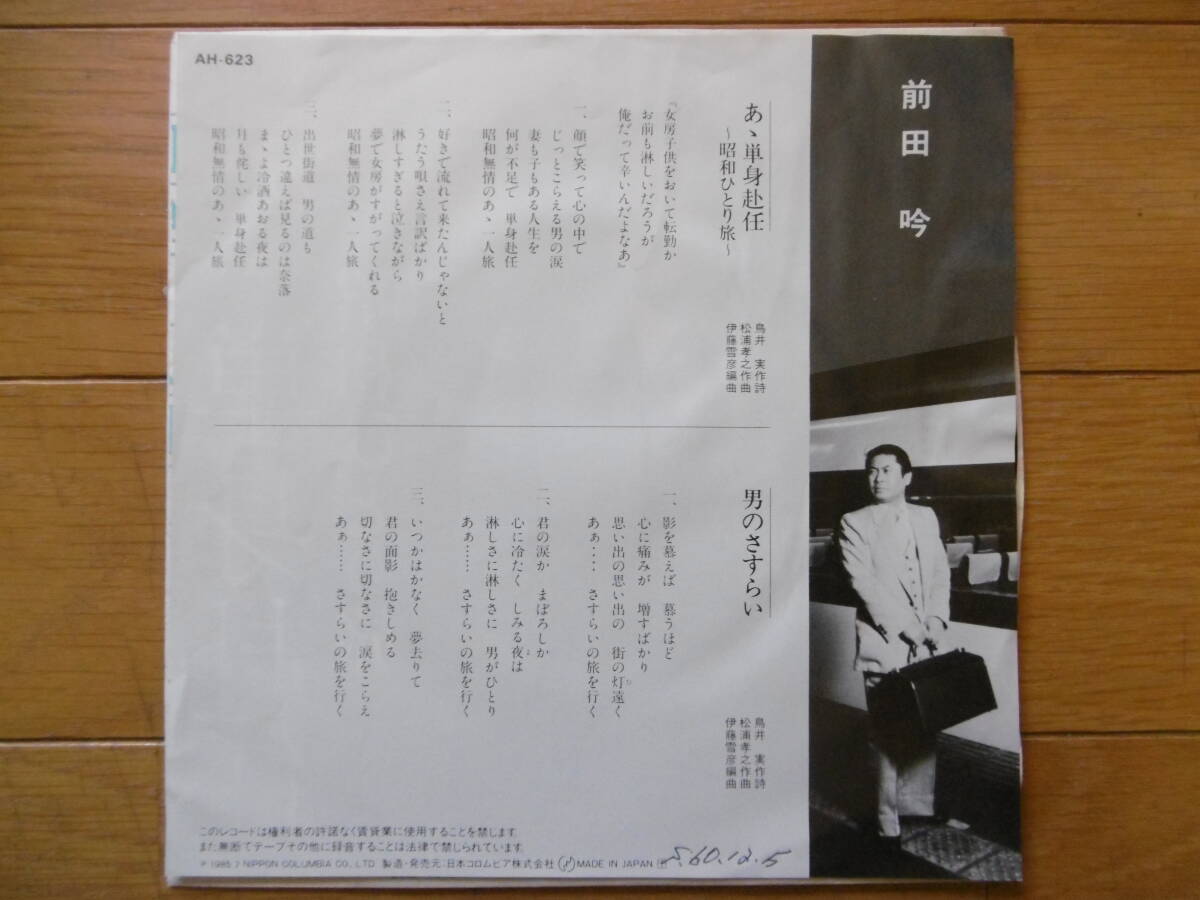 AH-623
前田 吟
あゝ単身赴任
〜昭和ひとり旅〜
鳥井 実作詩
松浦孝之作曲
伊藤雪彦編曲
『女房子供をおいて転勤か
お前も淋しいだろうが
俺だって辛いんだよなあ』
一、顔で笑って心の中で
じっとこらえる男の涙
妻も子もある人生を
何が不足で 単身赴任
昭和無情のあゝ一人旅
二、好きで流れて来たんじゃないと
うたう唄さえ言訳ばかり
淋しすぎると泣きながら
夢で女房がすがってくれる
昭和無情のあゝ一人旅
三、出世街道 男の道も
ひとつ違えば見るのは奈落
まゝよ冷酒あおる夜は
月も侘しい 単身赴任
昭和無情のあゝ一人旅
男のさすらい
鳥井 実作詩
松浦孝之作曲
伊藤雪彦編曲
一、影を慕えば 慕うほど
心に痛みが 増すばかり
思い出の思い出の 街の灯遠く
あぁ… さすらいの旅を行く
二、君の涙か まぼろしか
心に冷たく しみる夜は
淋しさに淋しさに 男がひとり
あぁ…… さすらいの旅を行く
三、いつかはかなく 夢去りて
君の面影 抱きしめる
切なさに切なさに 涙をこらえ
あぁ…… さすらいの旅を行く
このレコードは権利者の許諾なく賃貸業に使用することを禁じます
また無断でテープその他に録音することは法律で禁じられています
℗1985.7 NIPPON COLUMBIA CO., LTD. 製造・発売元:日本コロムビア株式会社 MADE IN JAPAN
S60.12.5